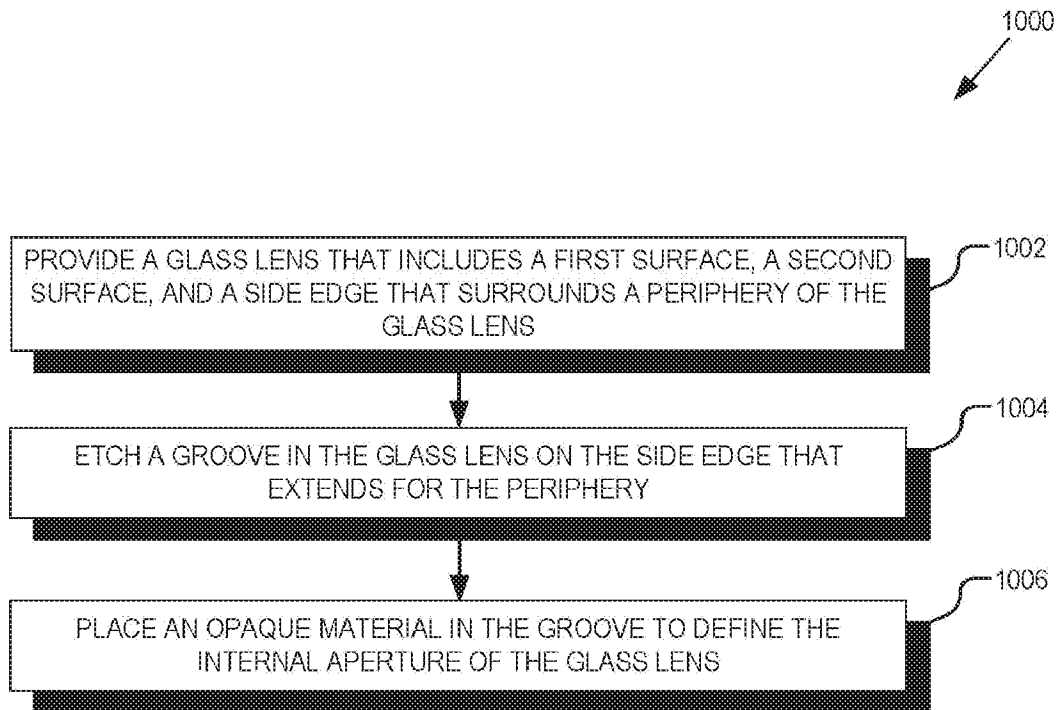 1000
PROVIDE A GLASS LENS THAT INCLUDES A FIRST SURFACE, A SECOND
SURFACE, AND A SIDE EDGE THAT SURROUNDS A PERIPHERY OF THE
GLASS LENS
1002
ETCH A GROOVE IN THE GLASS LENS ON THE SIDE EDGE THAT
EXTENDS FOR THE PERIPHERY
1004
PLACE AN OPAQUE MATERIAL IN THE GROOVE TO DEFINE THE
INTERNAL APERTURE OF THE GLASS LENS
1006